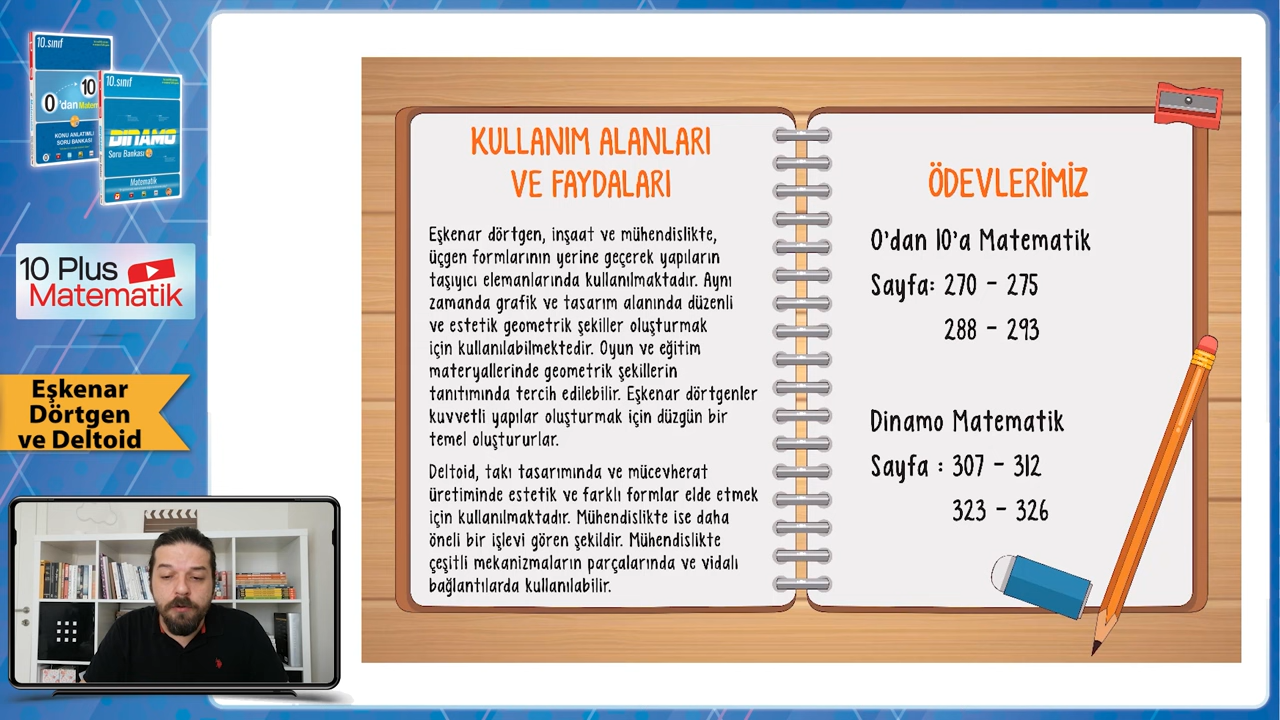 10.sınıf
0'dan 10
KONU ANLATIMLI
SORU BANKASI
10.sınıf
DİNAMO
Soru Bankası
Matematik
10 Plus
Matematik
Eşkenar
Dörtgen
ve Deltoid
KULLANIM ALANLARI
VE FAYDALARI
Eşkenar dörtgen, inşaat ve mühendislikte,
üçgen formlarının yerine geçerek yapıların
taşıyıcı elemanlarında kullanılmaktadır. Aynı
zamanda grafik ve tasarım alanında düzenli
ve estetik geometrik şekiller oluşturmak
için kullanılabilmektedir. Oyun ve eğitim
materyallerinde geometrik şekillerin
tanıtımında tercih edilebilir. Eşkenar dörtgenler
kuvvetli yapılar oluşturmak için düzgün bir
temel oluştururlar.
Deltoid, takı tasarımında ve mücevherat
üretiminde estetik ve farklı formlar elde etmek
için kullanılmaktadır. Mühendislikte ise daha
öneli bir işlevi gören şekildir. Mühendislikte
çeşitli mekanizmaların parçalarında ve vidalı
bağlantılarda kullanılabilir.
ÖDEVLERİMİZ
0'dan 10'a Matematik
Sayfa: 270 - 275
288 - 293
Dinamo Matematik
Sayfa : 307 - 312
323 - 326